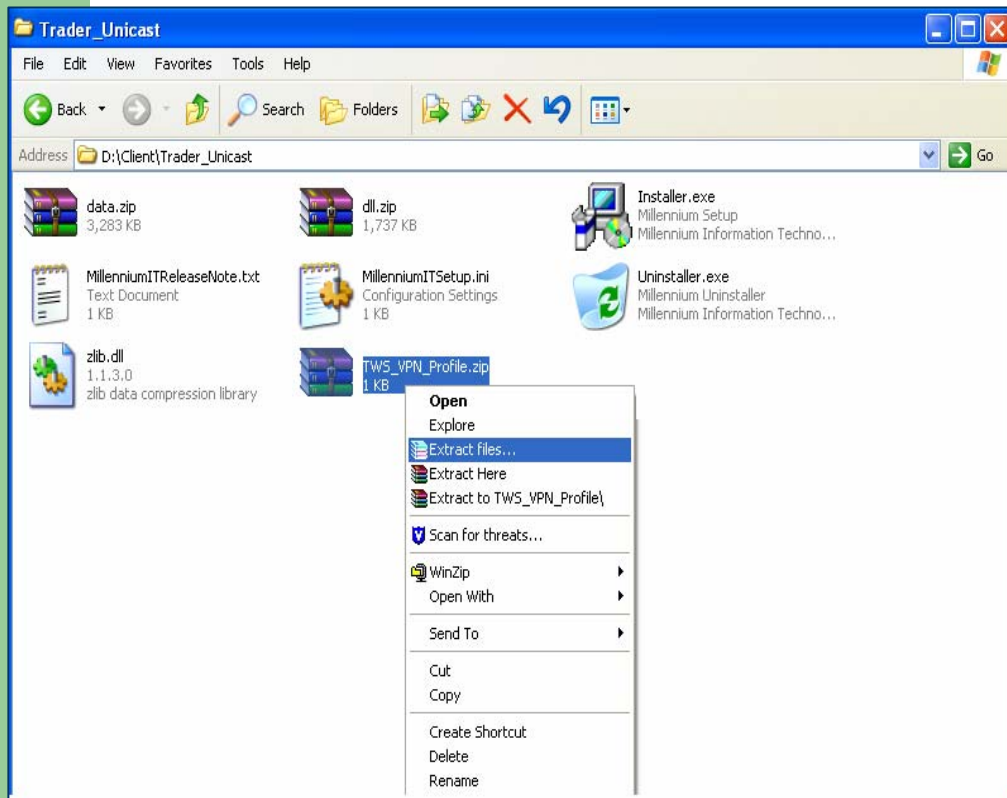 Trader_Unicast
File Edit View Favorites Tools Help
Back Search Folders
Address D:\Client\Trader_Unicast Go
data.zip
3,283 KB
dll.zip
1,737 KB
Installer.exe
Millennium Setup
Millennium Information Techno...
MillenniumITReleaseNote.txt
Text Document
1 KB
MillenniumITSetup.ini
Configuration Settings
1 KB
Uninstaller.exe
Millennium Uninstaller
Millennium Information Techno...
zlib.dll
1.1.3.0
zlib data compression library
TWS_VPN_Profile.zip
1 KB
Open
Explore
Extract files...
Extract Here
Extract to TWS_VPN_Profile\
Scan for threats...
WinZip
Open With
Send To
Cut
Copy
Create Shortcut
Delete
Rename